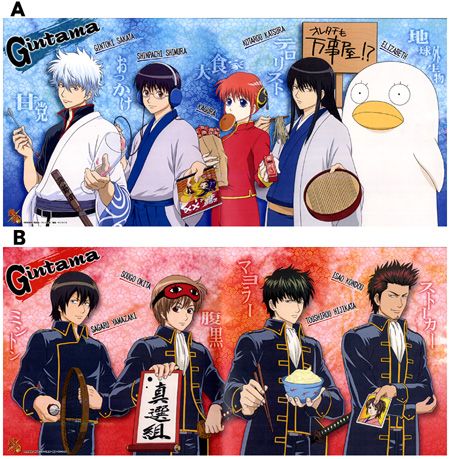 A
Gintama
GINTOKI SAKATA
甘党
SHINPACHI SHIMURA
おっかけ
大食家
KAGURA
KOTAROU KATSURA
テロリスト
オレタチも
万事屋!?
ELIZABETH
地球外生物
B
Gintama
ミントン
SAGARU YAMAZAKI
SOUGO OKITA
腹黒
真選組
マヨラー
TOUSHIROU HIJIKATA
ISAO KONDOU
ストーカー